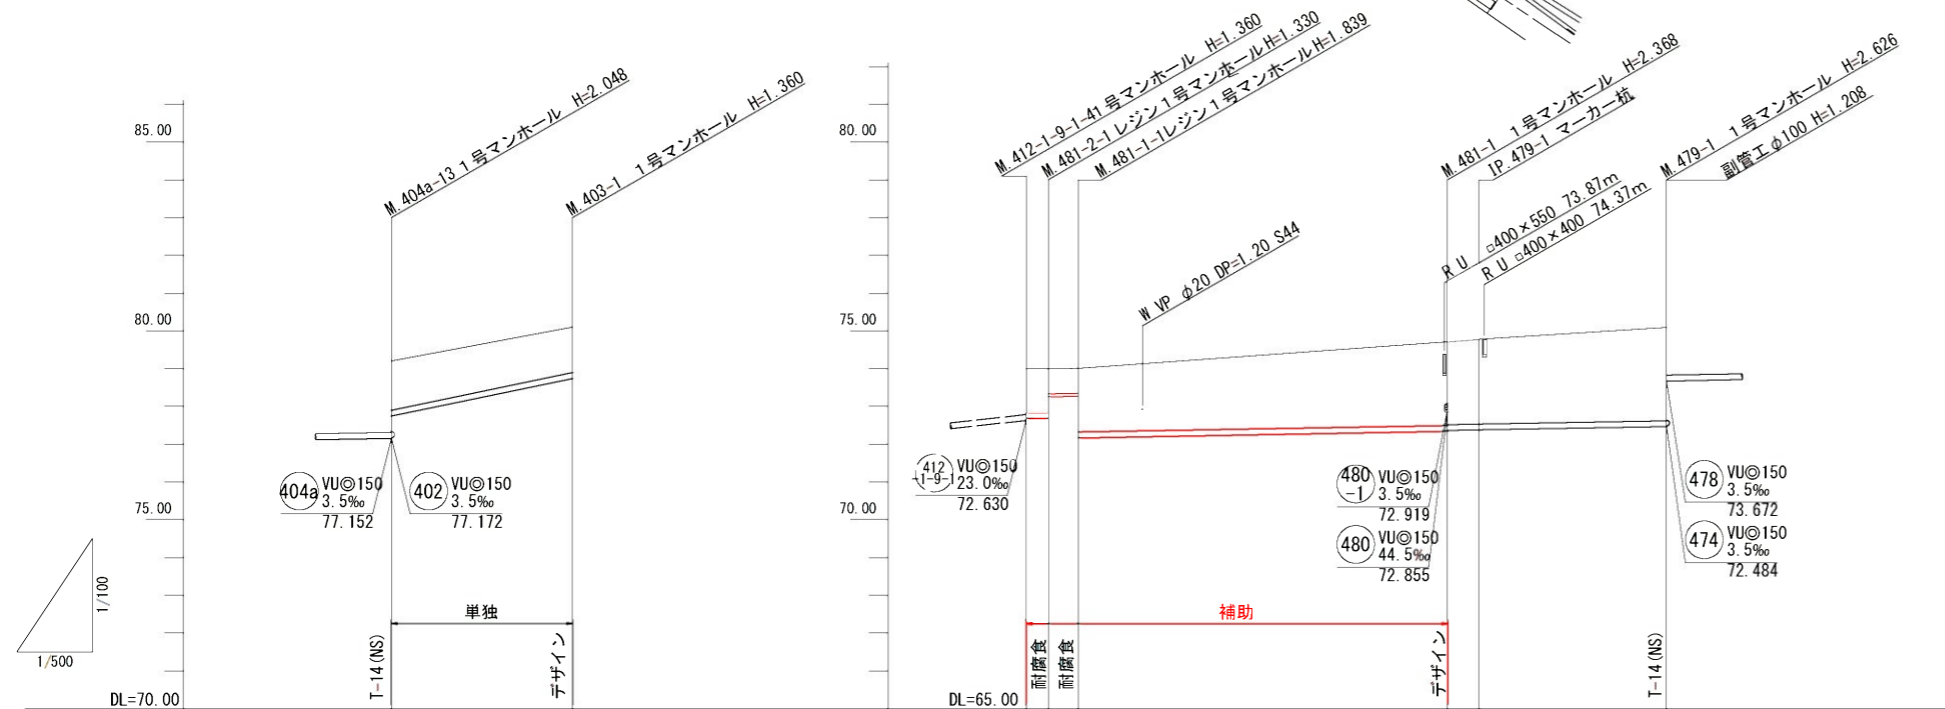 M.404a-13 1号マンホール H=2.048
M.403-1 1号マンホール H=1.360
85.00
80.00
75.00
DL=70.00
404a
VU◎150
3.5‰
77.152
402
VU◎150
3.5‰
77.172
単独
T-14(NS)
デザイン
1/100
1/500
M.412-1-9-1-41号マンホール H=1.360
M.481-2-1レジン1号マンホールH=1.330
M.481-1-1レジン1号マンホールH=1.839
M.481-1 1号マンホール H=2.368
IP.479-1 マーカー杭
M.479-1 1号マンホール H=2.626
副管工φ100 H=1.208
R U □400×550 73.87m
R U □400×400 74.37m
W VP φ20 DP=1.20 S44
80.00
75.00
70.00
DL=65.00
412
-1-9-1
VU◎150
23.0‰
72.630
480
-1
VU◎150
3.5‰
72.919
480
VU◎150
44.5‰
72.855
478
VU◎150
3.5‰
73.672
474
VU◎150
3.5‰
72.484
補助
耐腐食
耐腐食
デザイン
T-14(NS)